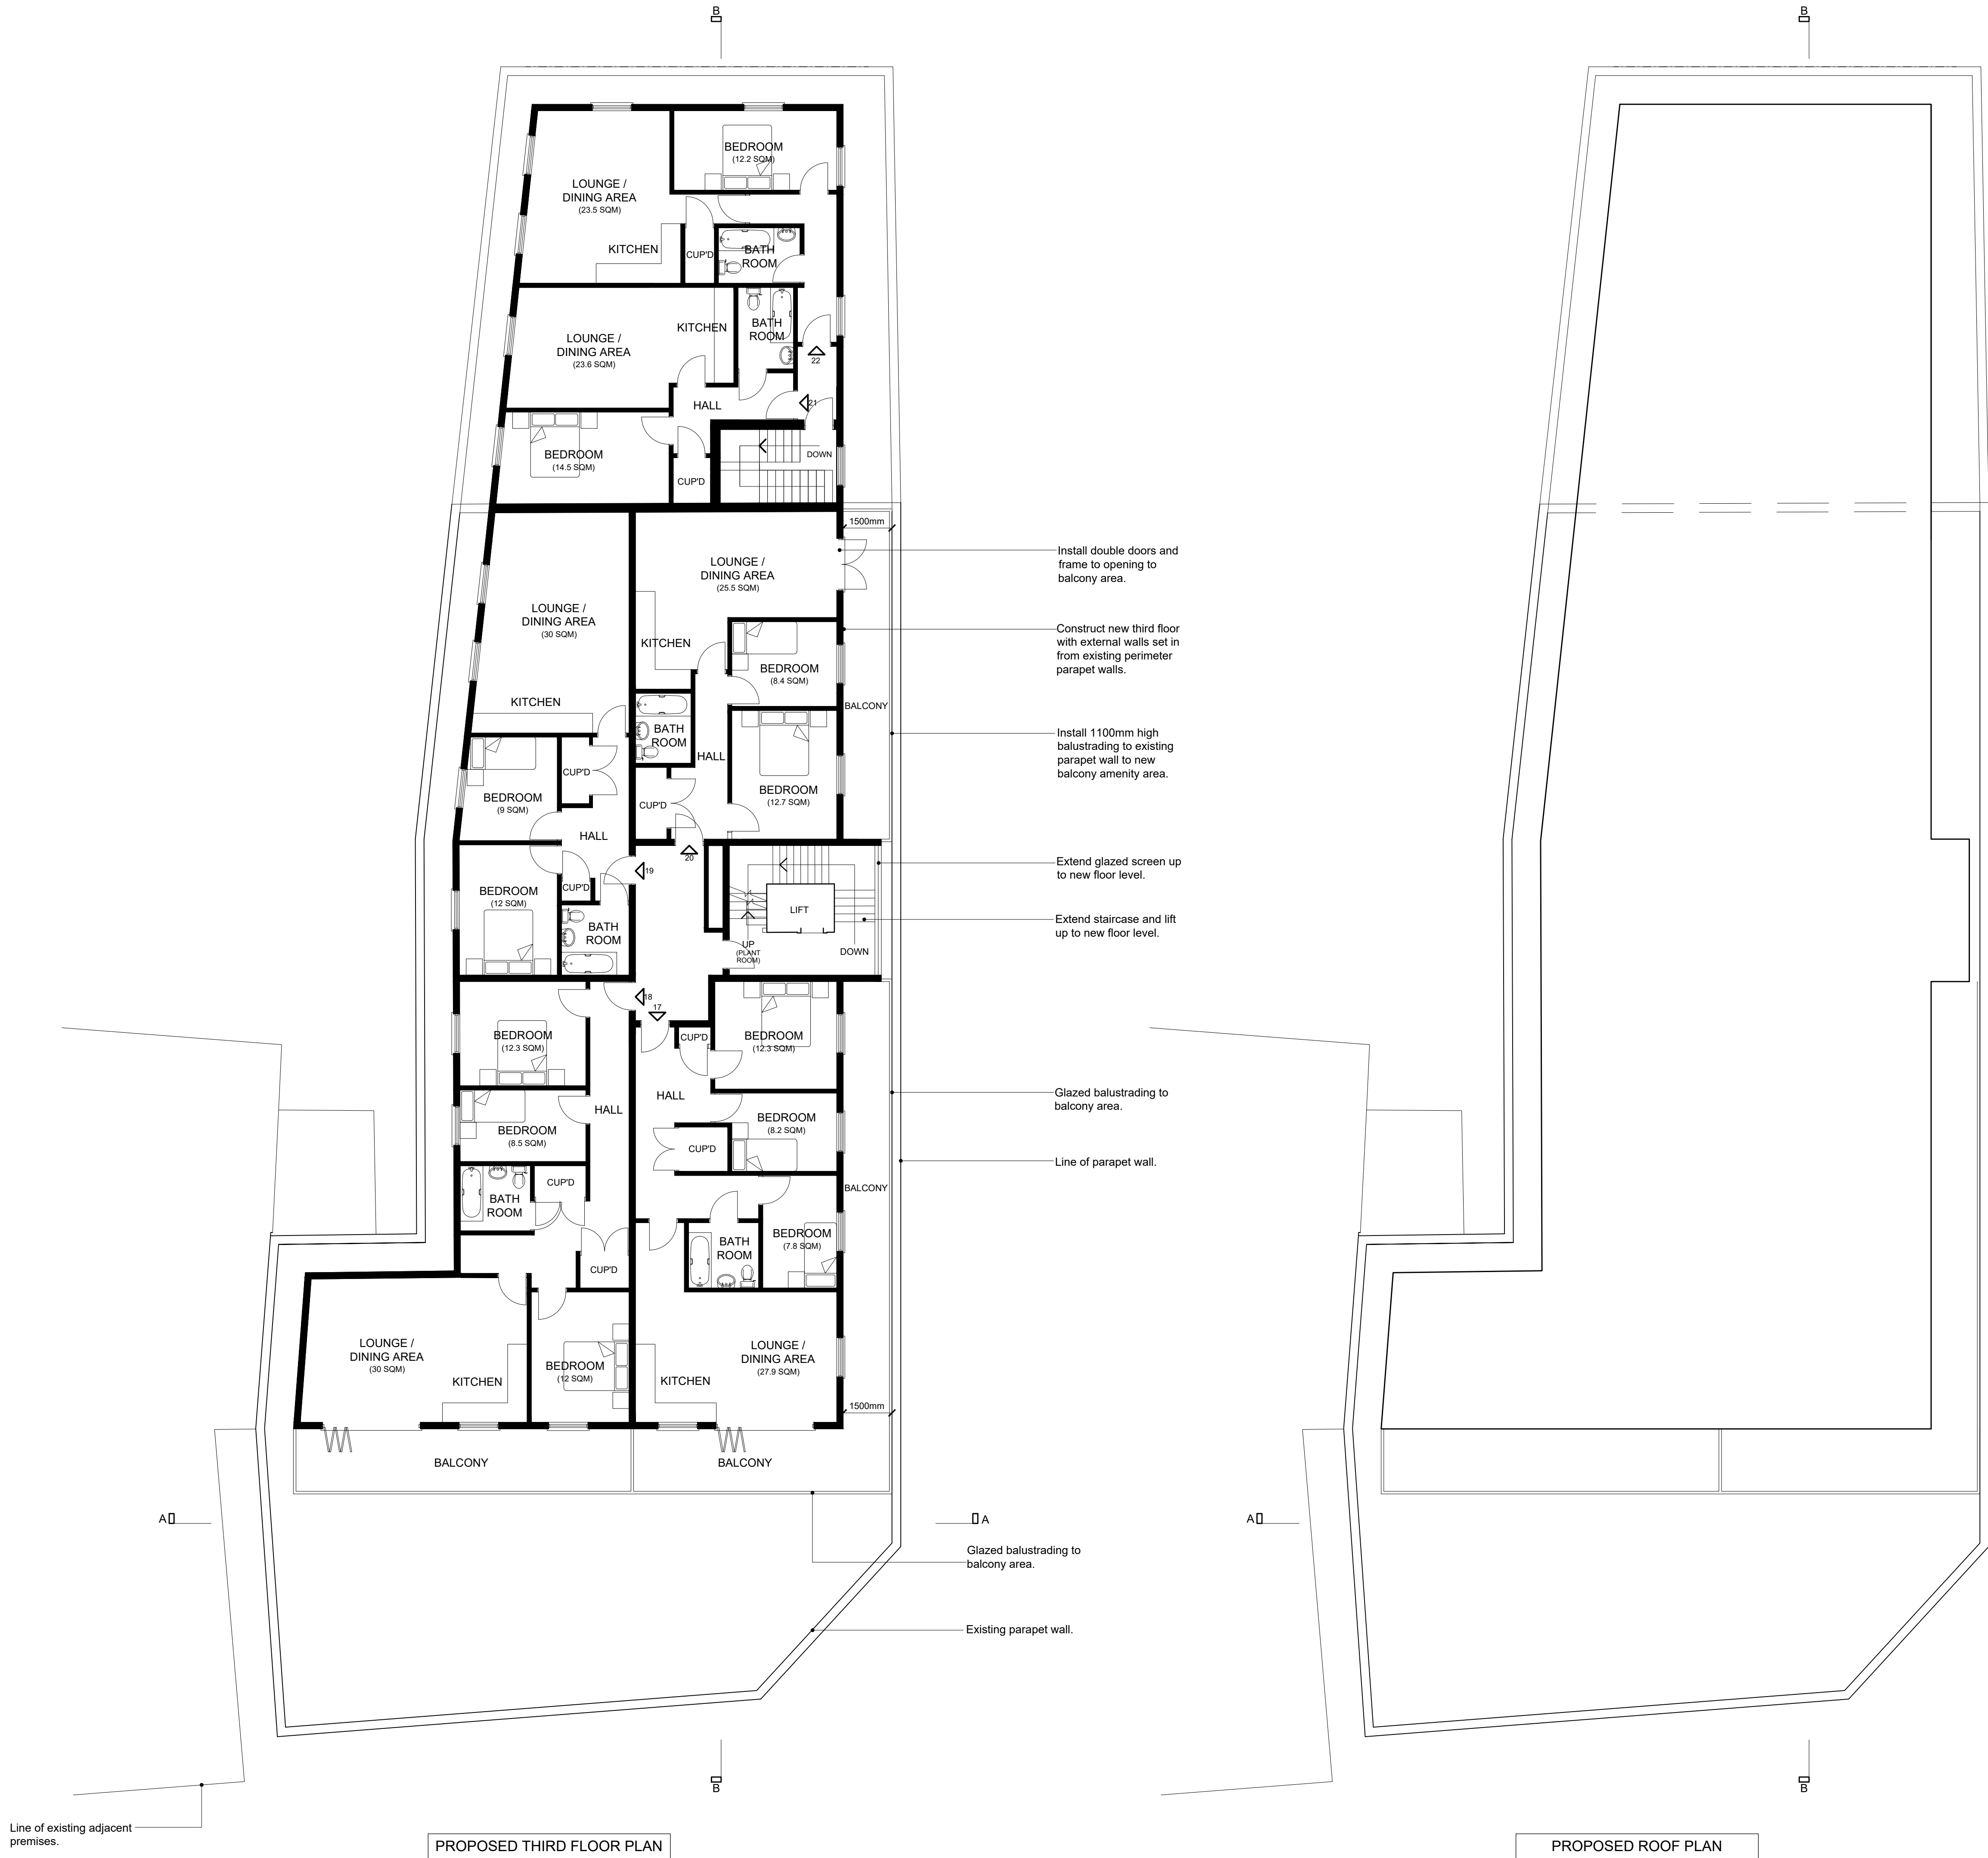 B
B
BEDROOM
(12.2 SQM)
LOUNGE /
DINING AREA
(23.5 SQM)
KITCHEN
CUP'D
BATH
ROOM
LOUNGE /
DINING AREA
(23.6 SQM)
KITCHEN
BATH
ROOM
22
21
HALL
BEDROOM
(14.5 SQM)
CUP'D
DOWN
1500mm
LOUNGE /
DINING AREA
(25.5 SQM)
Install double doors and
frame to opening to
balcony area.
LOUNGE /
DINING AREA
(30 SQM)
KITCHEN
KITCHEN
BEDROOM
(8.4 SQM)
Construct new third floor
with external walls set in
from existing perimeter
parapet walls.
BALCONY
BATH
ROOM
HALL
Install 1100mm high
balustrading to existing
parapet wall to new
balcony amenity area.
CUP'D
BEDROOM
(9 SQM)
CUP'D
BEDROOM
(12.7 SQM)
HALL
20
19
Extend glazed screen up
to new floor level.
BEDROOM
(12 SQM)
CUP'D
BATH
ROOM
LIFT
UP
(PLANT
ROOM)
DOWN
Extend staircase and lift
up to new floor level.
18
17
BEDROOM
(12.3 SQM)
CUP'D
BEDROOM
(12.3 SQM)
HALL
HALL
BEDROOM
(8.5 SQM)
BEDROOM
(8.2 SQM)
Glazed balustrading to
balcony area.
CUP'D
Line of parapet wall.
BATH
ROOM
CUP'D
BALCONY
CUP'D
BATH
ROOM
BEDROOM
(7.8 SQM)
LOUNGE /
DINING AREA
(30 SQM)
KITCHEN
BEDROOM
(12 SQM)
KITCHEN
LOUNGE /
DINING AREA
(27.9 SQM)
1500mm
BALCONY
BALCONY
A
A
A
Glazed balustrading to
balcony area.
Existing parapet wall.
B
B
Line of existing adjacent
premises.
PROPOSED THIRD FLOOR PLAN
PROPOSED ROOF PLAN